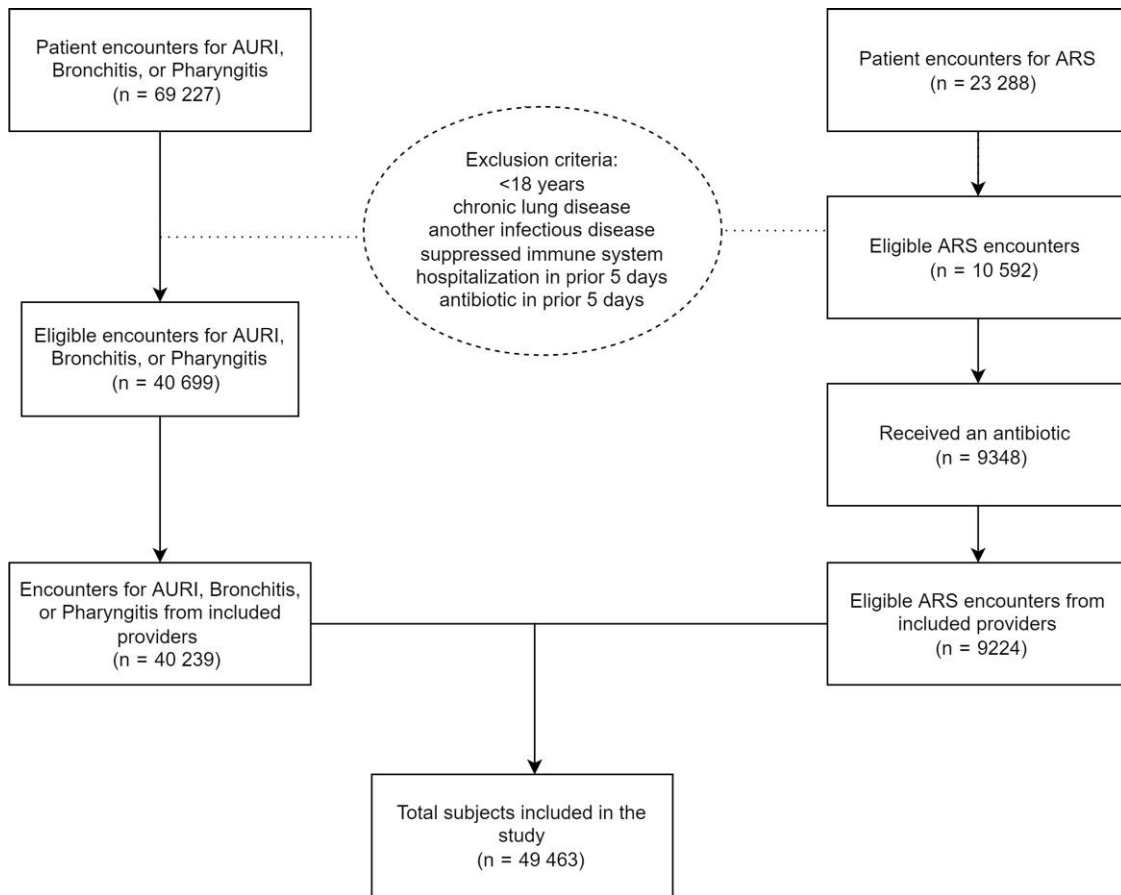 Patient encounters for AURI,
Bronchitis, or Pharyngitis
(n = 69 227)
Patient encounters for ARS
(n = 23 288)
Exclusion criteria:
<18 years
chronic lung disease
another infectious disease
suppressed immune system
hospitalization in prior 5 days
antibiotic in prior 5 days
Eligible ARS encounters
(n = 10 592)
Eligible encounters for AURI,
Bronchitis, or Pharyngitis
(n = 40 699)
Received an antibiotic
(n = 9348)
Encounters for AURI, Bronchitis,
or Pharyngitis from included
providers
(n = 40 239)
Eligible ARS encounters from
included providers
(n = 9224)
Total subjects included in the
study
(n = 49 463)